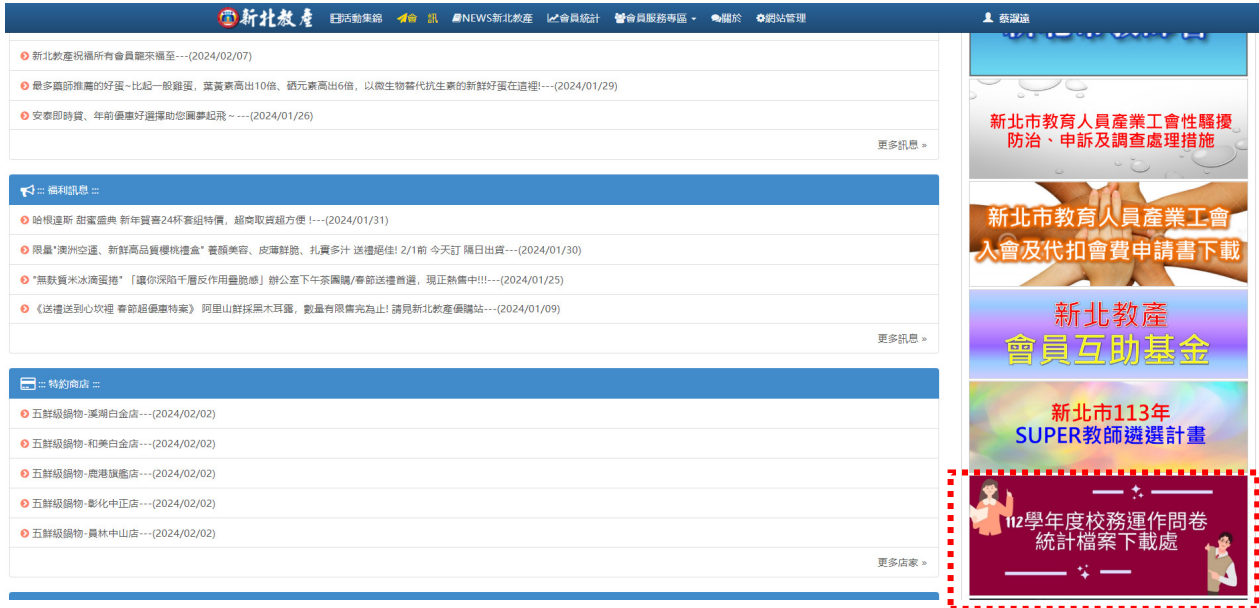 新北教產 活動集錦 會 訊 NEWS新北教產 會員統計 會員服務專區 關於 網站管理 蔡淑遠
新北教產祝福所有會員龍來福至---(2024/02/07)
最多藥師推薦的好蛋~比起一般雞蛋，葉黃素高出10倍、硒元素高出6倍，以微生物替代抗生素的新鮮好蛋在這裡!---(2024/01/29)
安泰即時貸、年前優惠好選擇助您圓夢起飛～---(2024/01/26)
更多訊息 »
::: 福利訊息 :::
哈根達斯 甜蜜盛典 新年賀喜24杯套組特價，超商取貨超方便 !---(2024/01/31)
限量"澳洲空運、新鮮高品質櫻桃禮盒" 養顏美容、皮薄鮮脆、扎實多汁 送禮絕佳! 2/1前 今天訂 隔日出貨---(2024/01/30)
"無麩質米冰滴蛋捲" 「讓你深陷千層反作用疊脆感」辦公室下午茶團購/春節送禮首選，現正熱售中!!!---(2024/01/25)
《送禮送到心坎裡 春節超優惠特案》 阿里山鮮採黑木耳露，數量有限售完為止! 請見新北教產優購站---(2024/01/09)
更多訊息 »
::: 特約商店 :::
五鮮級鍋物-溪湖白金店---(2024/02/02)
五鮮級鍋物-和美白金店---(2024/02/02)
五鮮級鍋物-鹿港旗艦店---(2024/02/02)
五鮮級鍋物-彰化中正店---(2024/02/02)
五鮮級鍋物-員林中山店---(2024/02/02)
更多店家 »
新北市教育人員產業工會性騷擾
防治、申訴及調查處理措施
新北市教育人員產業工會
入會及代扣會費申請書下載
新北教產
會員互助基金
新北市113年
SUPER教師遴選計畫
112學年度校務運作問卷
統計檔案下載處